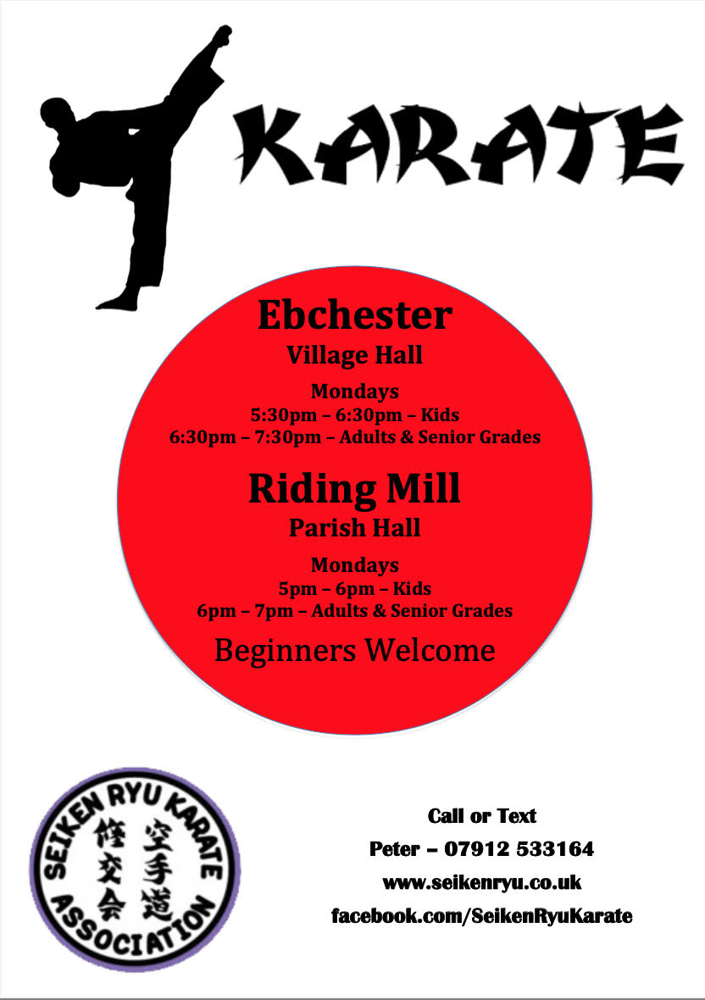 KARATE
Ebchester
Village Hall
Mondays
5:30pm – 6:30pm – Kids
6:30pm – 7:30pm – Adults & Senior Grades
Riding Mill
Parish Hall
Mondays
5pm – 6pm – Kids
6pm – 7pm – Adults & Senior Grades
Beginners Welcome
SEIKEN RYU KARATE
ASSOCIATION
空手道
修交会
Call or Text
Peter – 07912 533164
www.seikenryu.co.uk
facebook.com/SeikenRyuKarate